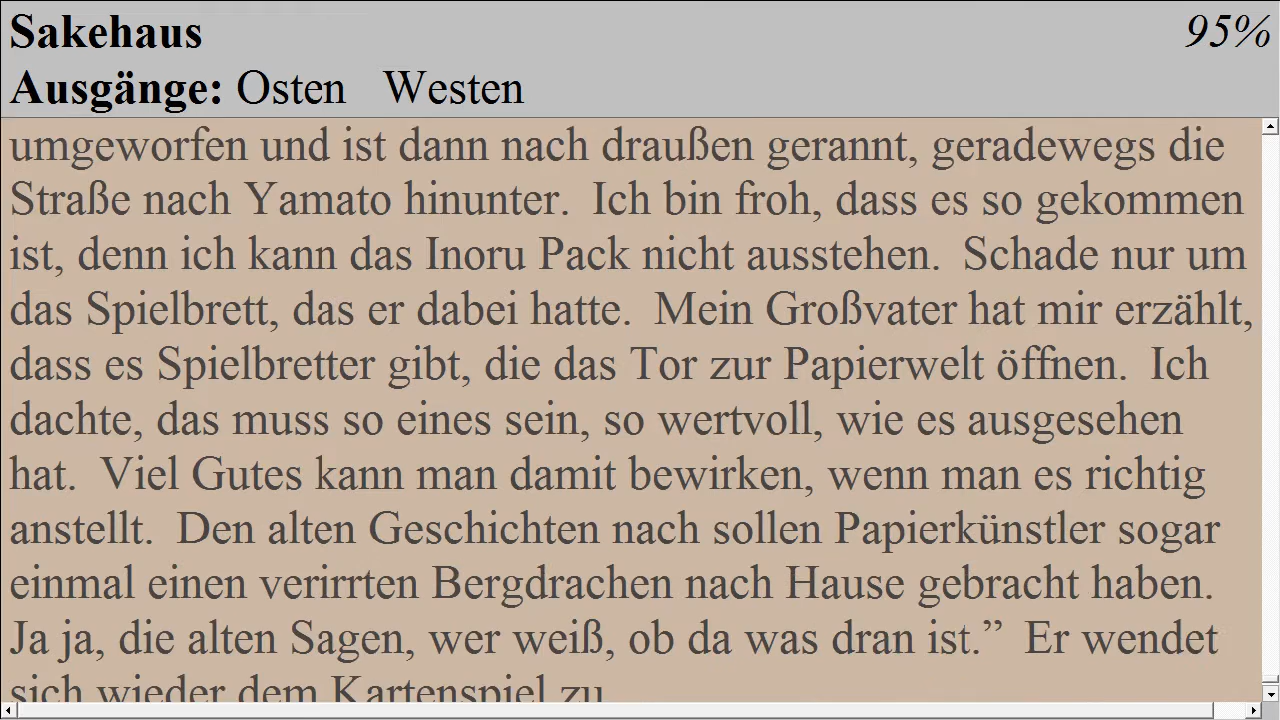 Sakehaus 95%
Ausgänge: Osten Westen
umgeworfen und ist dann nach draußen gerannt, geradewegs die
Straße nach Yamato hinunter. Ich bin froh, dass es so gekommen
ist, denn ich kann das Inoru Pack nicht ausstehen. Schade nur um
das Spielbrett, das er dabei hatte. Mein Großvater hat mir erzählt,
dass es Spielbretter gibt, die das Tor zur Papierwelt öffnen. Ich
dachte, das muss so eines sein, so wertvoll, wie es ausgesehen
hat. Viel Gutes kann man damit bewirken, wenn man es richtig
anstellt. Den alten Geschichten nach sollen Papierkünstler sogar
einmal einen verirrten Bergdrachen nach Hause gebracht haben.
Ja ja, die alten Sagen, wer weiß, ob da was dran ist.” Er wendet
sich wieder dem Kartenspiel zu